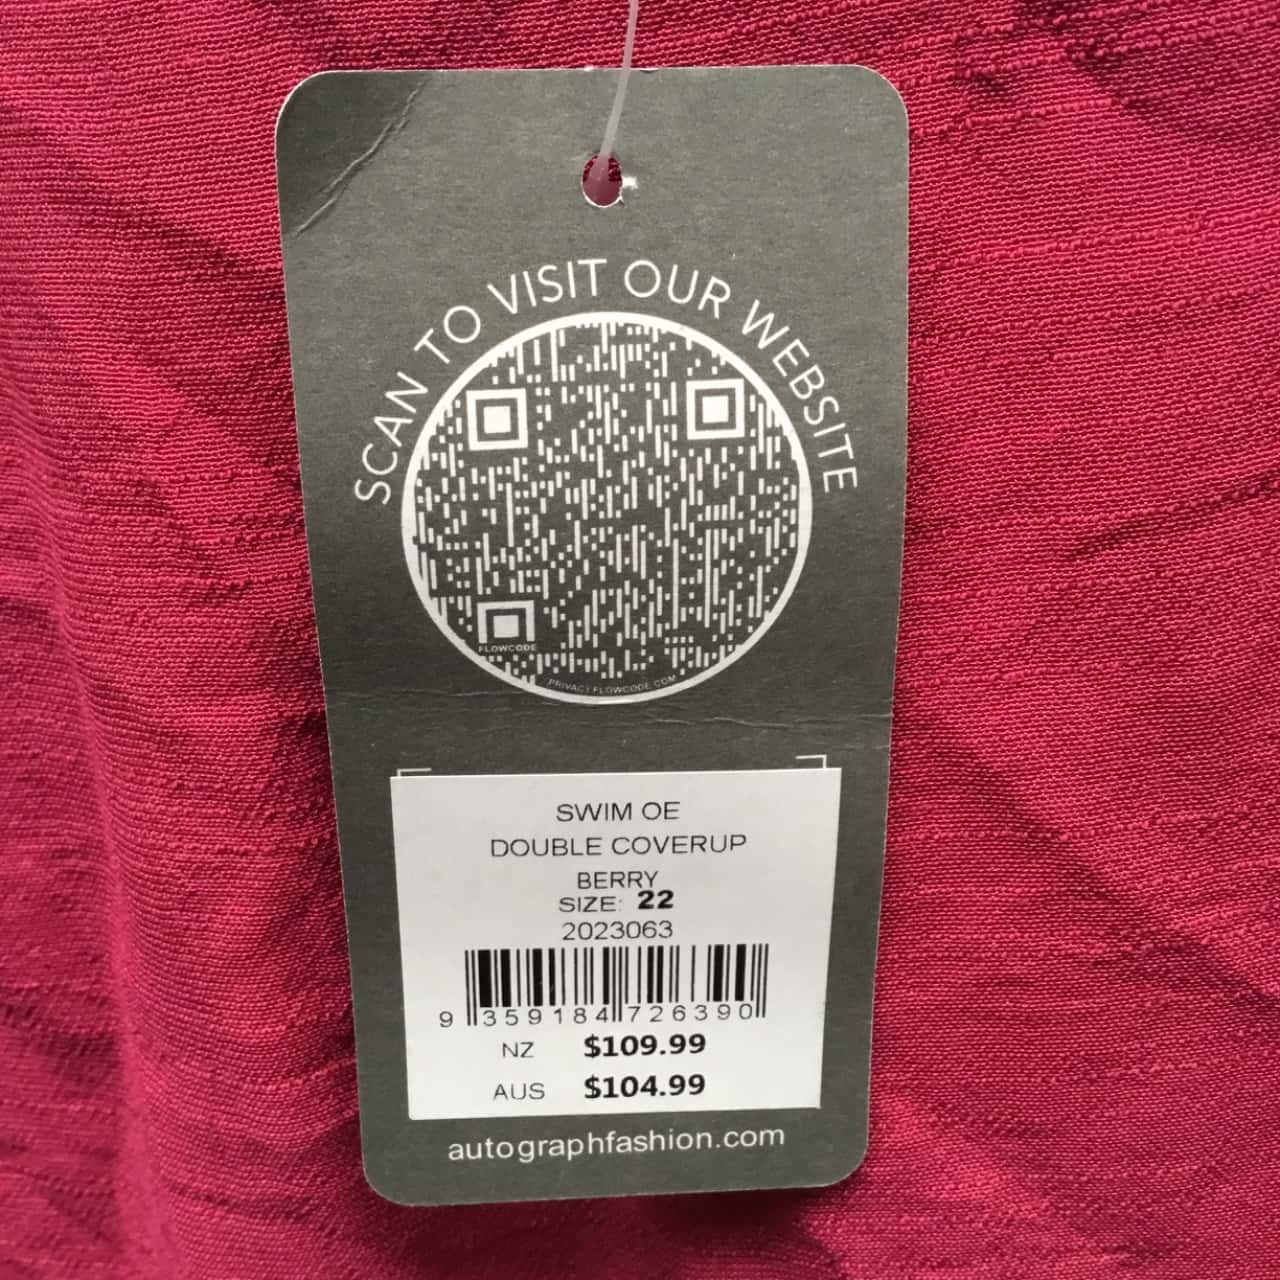 SCAN TO VISIT OUR WEBSITE
FLOWCODE
PRIVACY.FLOWCODE.COM
SWIM OE
DOUBLE COVERUP
BERRY
SIZE: 22
2023063
9 359184 726390
NZ $109.99
AUS $104.99
autographfashion.com